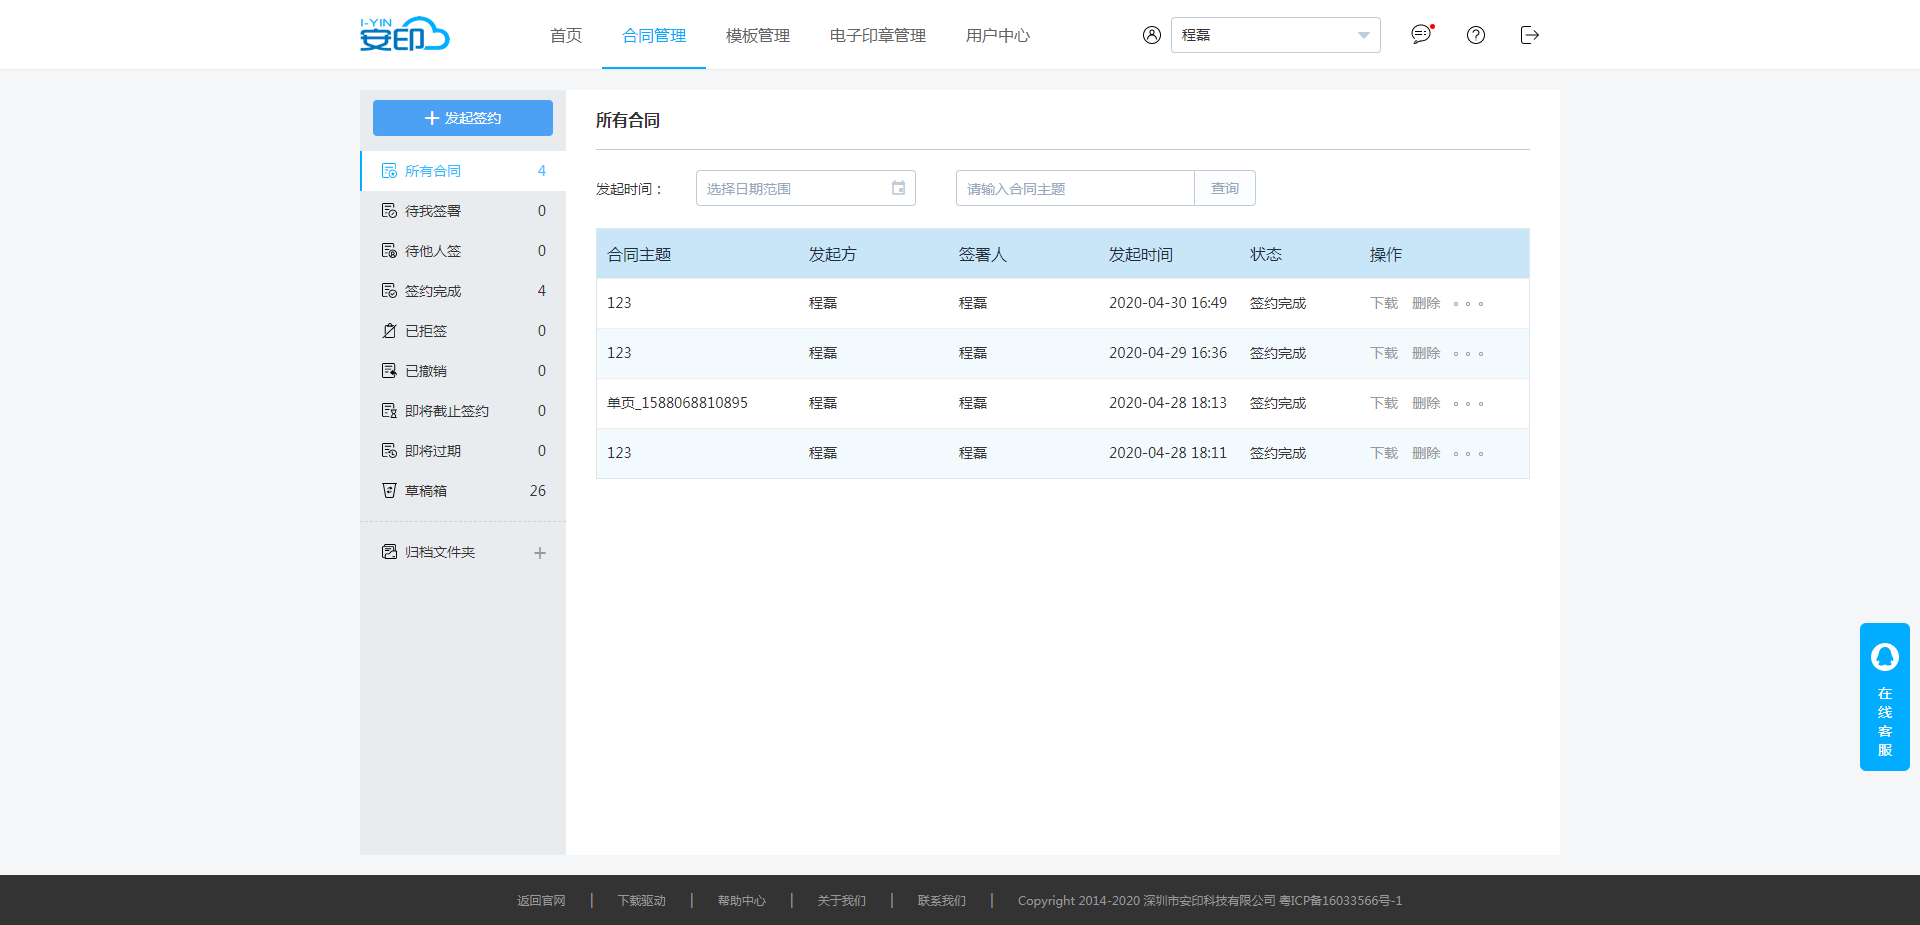 I-YIN
安印
首页 合同管理 模板管理 电子印章管理 用户中心 程磊
发起签约
所有合同 4
待我签署 0
待他人签 0
签约完成 4
已拒签 0
已撤销 0
即将截止签约 0
即将过期 0
草稿箱 26
归档文件夹
所有合同
发起时间： 选择日期范围 请输入合同主题 查询
合同主题 发起方 签署人 发起时间 状态 操作
123 程磊 程磊 2020-04-30 16:49 签约完成 下载 删除
123 程磊 程磊 2020-04-29 16:36 签约完成 下载 删除
单页_1588068810895 程磊 程磊 2020-04-28 18:13 签约完成 下载 删除
123 程磊 程磊 2020-04-28 18:11 签约完成 下载 删除
在
线
客
服
返回官网 | 下载驱动 | 帮助中心 | 关于我们 | 联系我们 | Copyright 2014-2020 深圳市安印科技有限公司 粤ICP备16033566号-1